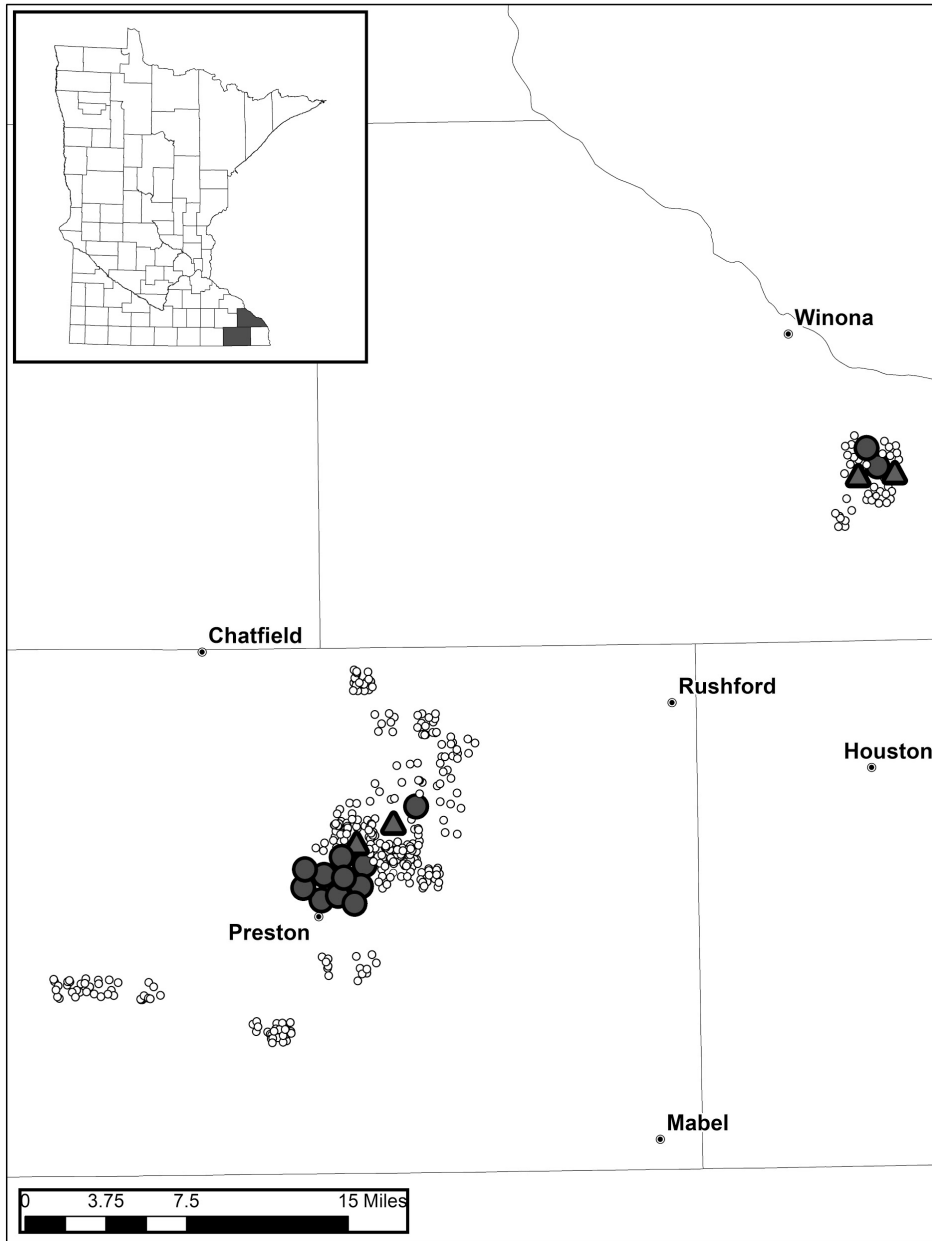 Winona
Chatfield
Rushford
Houston
Preston
Mabel
0 3.75 7.5 15 Miles